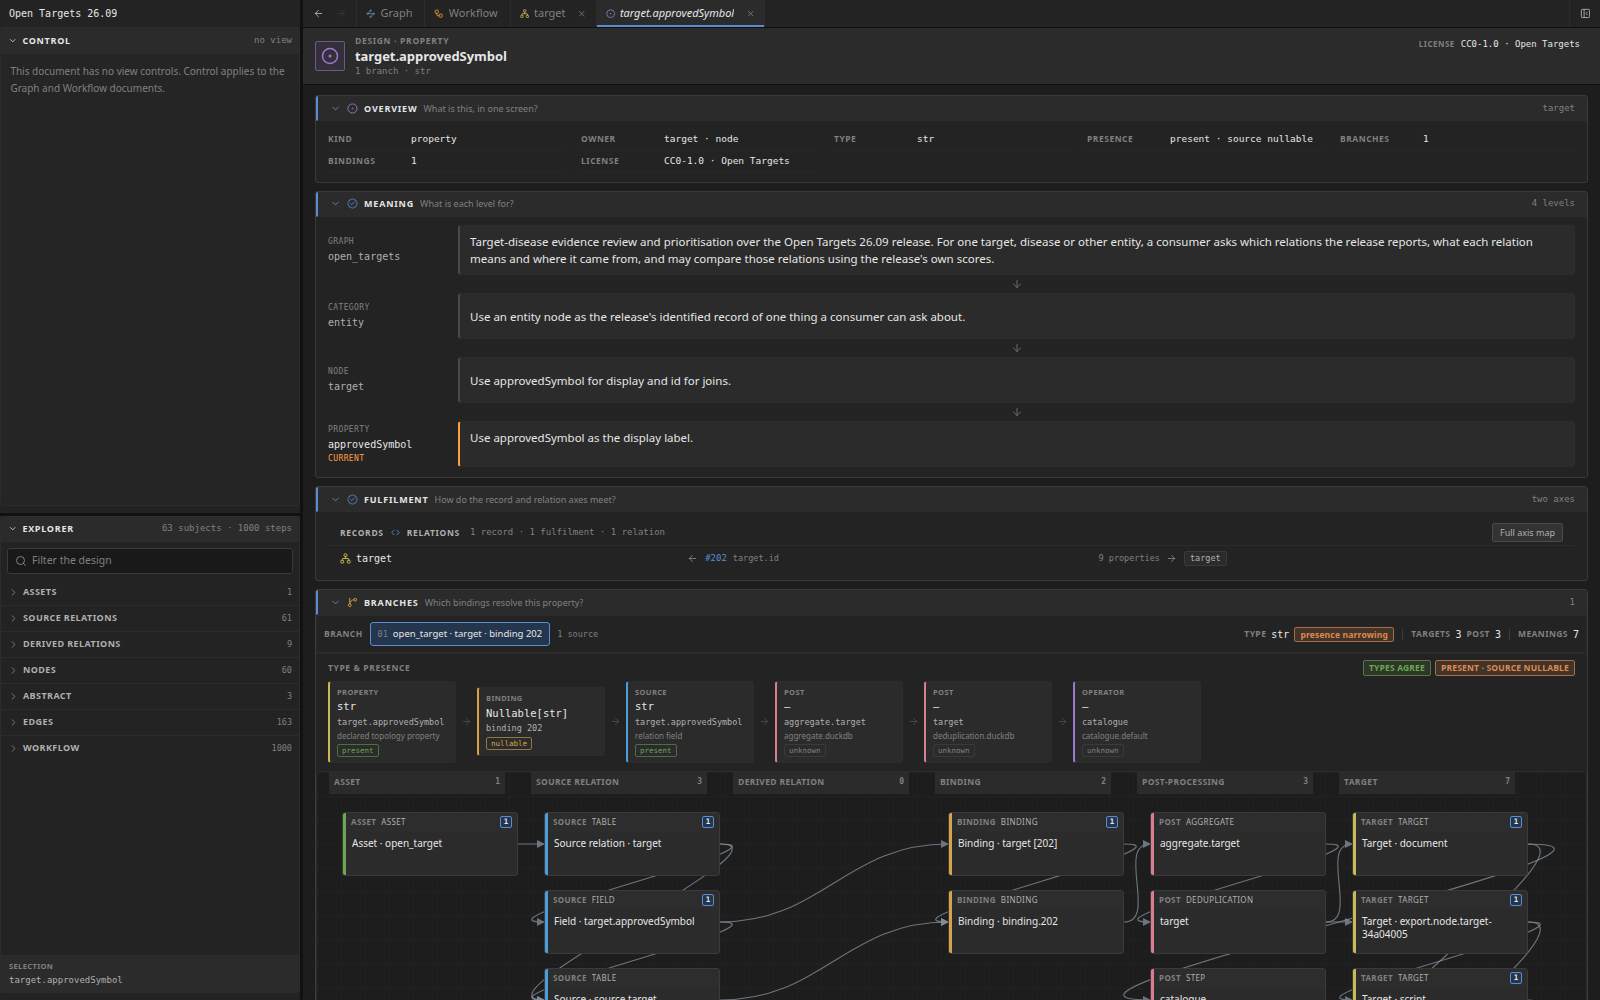 Open Targets 26.09
Graph
Workflow
target
target.approvedSymbol
CONTROL
no view
This document has no view controls. Control applies to the
Graph and Workflow documents.
DESIGN · PROPERTY
target.approvedSymbol
1 branch · str
LICENSE CC0-1.0 · Open Targets
OVERVIEW What is this, in one screen?
target
KIND property
OWNER target · node
TYPE str
PRESENCE present · source nullable
BRANCHES 1
BINDINGS 1
LICENSE CC0-1.0 · Open Targets
MEANING What is each level for?
4 levels
GRAPH
open_targets
Target-disease evidence review and prioritisation over the Open Targets 26.09 release. For one target, disease or other entity, a consumer asks which relations the release reports, what each relation
means and where it came from, and may compare those relations using the release's own scores.
CATEGORY
entity
Use an entity node as the release's identified record of one thing a consumer can ask about.
NODE
target
Use approvedSymbol for display and id for joins.
PROPERTY
approvedSymbol
CURRENT
Use approvedSymbol as the display label.
FULFILMENT How do the record and relation axes meet?
two axes
RECORDS <> RELATIONS 1 record · 1 fulfilment · 1 relation
Full axis map
target
← #202 target.id
9 properties → target
BRANCHES Which bindings resolve this property?
1
BRANCH 01 open_target · target · binding 202 1 source
TYPE str presence narrowing TARGETS 3 POST 3 MEANINGS 7
TYPE & PRESENCE
TYPES AGREE PRESENT · SOURCE NULLABLE
PROPERTY
str
target.approvedSymbol
declared topology property
present
BINDING
Nullable[str]
binding 202
nullable
SOURCE
str
target.approvedSymbol
relation field
present
POST
—
aggregate.target
aggregate.duckdb
unknown
POST
—
target
deduplication.duckdb
unknown
OPERATOR
—
catalogue
catalogue.default
unknown
ASSET 1
SOURCE RELATION 3
DERIVED RELATION 0
BINDING 2
POST-PROCESSING 3
TARGET 7
ASSET ASSET 1
Asset · open_target
SOURCE TABLE 1
Source relation · target
SOURCE FIELD 1
Field · target.approvedSymbol
SOURCE TABLE
Source · source.target
BINDING BINDING 1
Binding · target [202]
BINDING BINDING
Binding · binding.202
POST AGGREGATE
aggregate.target
POST DEDUPLICATION
target
POST STEP
catalogue
TARGET TARGET 1
Target · document
TARGET TARGET 1
Target · export.node.target-
34a04005
TARGET TARGET 1
Target · script
EXPLORER
63 subjects · 1000 steps
Filter the design
ASSETS 1
SOURCE RELATIONS 61
DERIVED RELATIONS 9
NODES 60
ABSTRACT 3
EDGES 163
WORKFLOW 1000
SELECTION
target.approvedSymbol